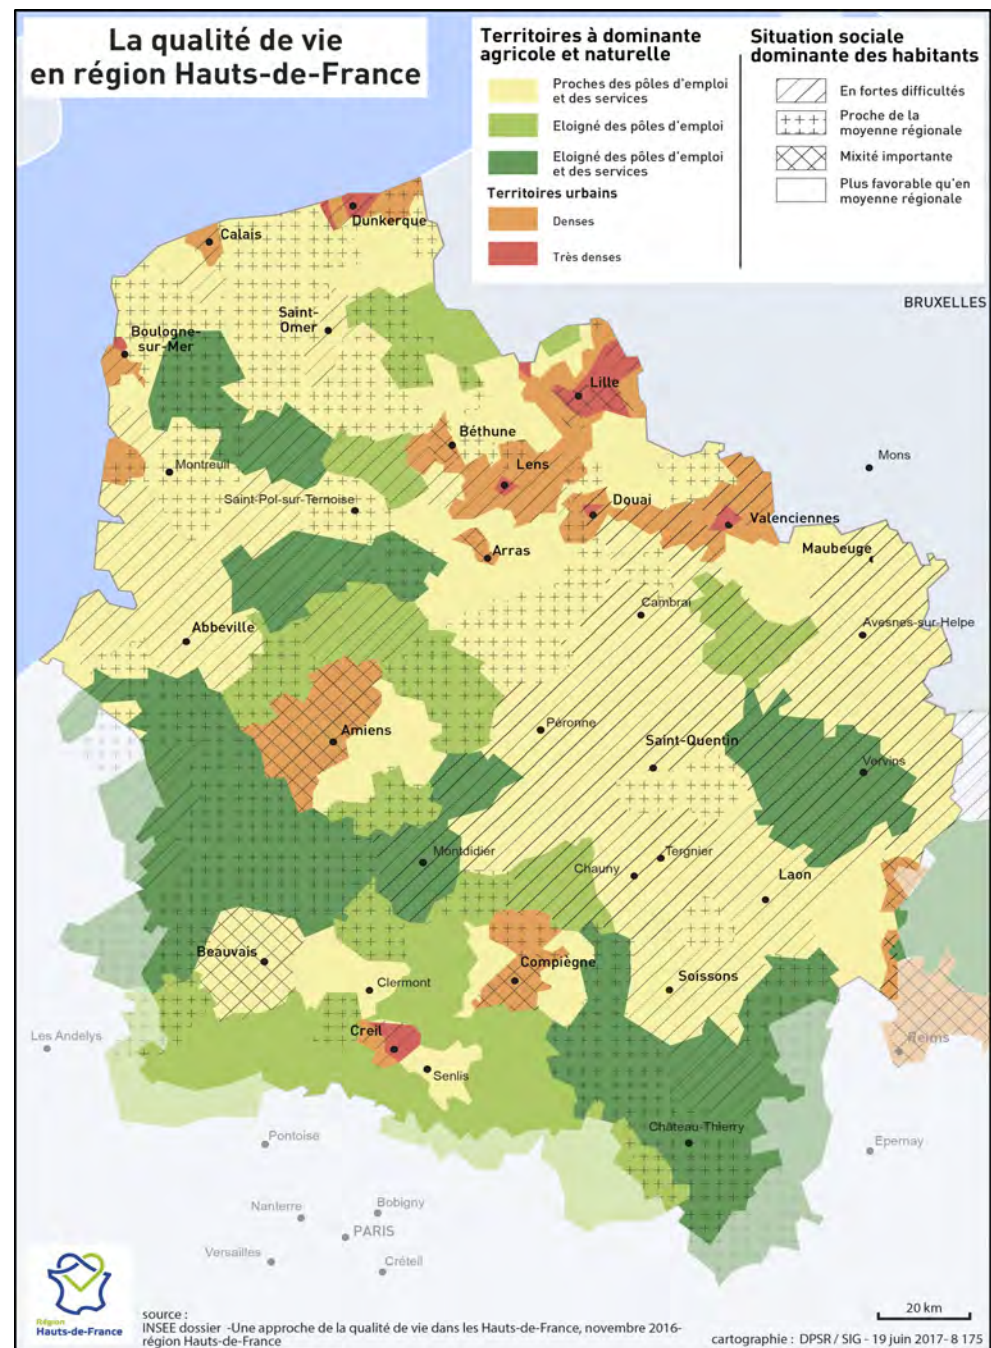 La qualité de vie
en région Hauts-de-France
Territoires à dominante
agricole et naturelle
Proches des pôles d'emploi
et des services
Eloigné des pôles d'emploi
Eloigné des pôles d'emploi
et des services
Territoires urbains
Denses
Très denses
Situation sociale
dominante des habitants
En fortes difficultés
Proche de la
moyenne régionale
Mixité importante
Plus favorable qu'en
moyenne régionale
Dunkerque
Calais
BRUXELLES
Saint-
Omer
Boulogne-
sur-Mer
Lille
Béthune
Mons
Montreuil
Lens
Saint-Pol-sur-Ternoise
Douai
Valenciennes
Arras
Maubeuge
Cambrai
Abbeville
Avesnes-sur-Helpe
Amiens
Péronne
Saint-Quentin
Vervins
Montdidier
Tergnier
Chauny
Laon
Beauvais
Compiègne
Clermont
Soissons
Creil
Les Andelys
Reims
Senlis
Pontoise
Château-Thierry
Epernay
Nanterre
Bobigny
PARIS
Versailles
Créteil
Région
Hauts-de-France
source :
INSEE dossier -Une approche de la qualité de vie dans les Hauts-de-France, novembre 2016-
région Hauts-de-France
20 km
cartographie : DPSR / SIG - 19 juin 2017- 8 175